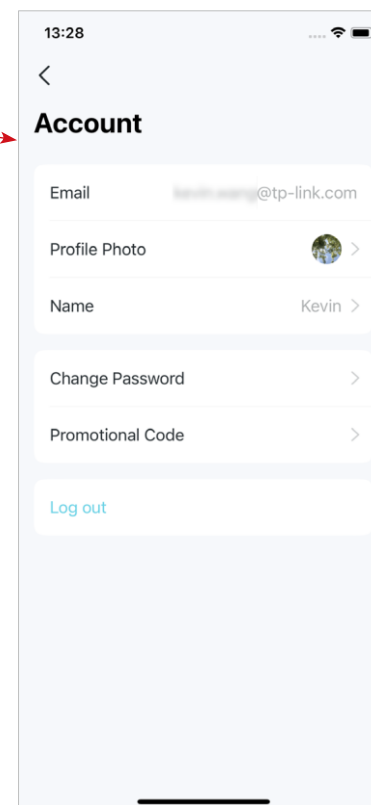 13:28
Account
Email @tp-link.com
Profile Photo
Name Kevin
Change Password
Promotional Code
Log out